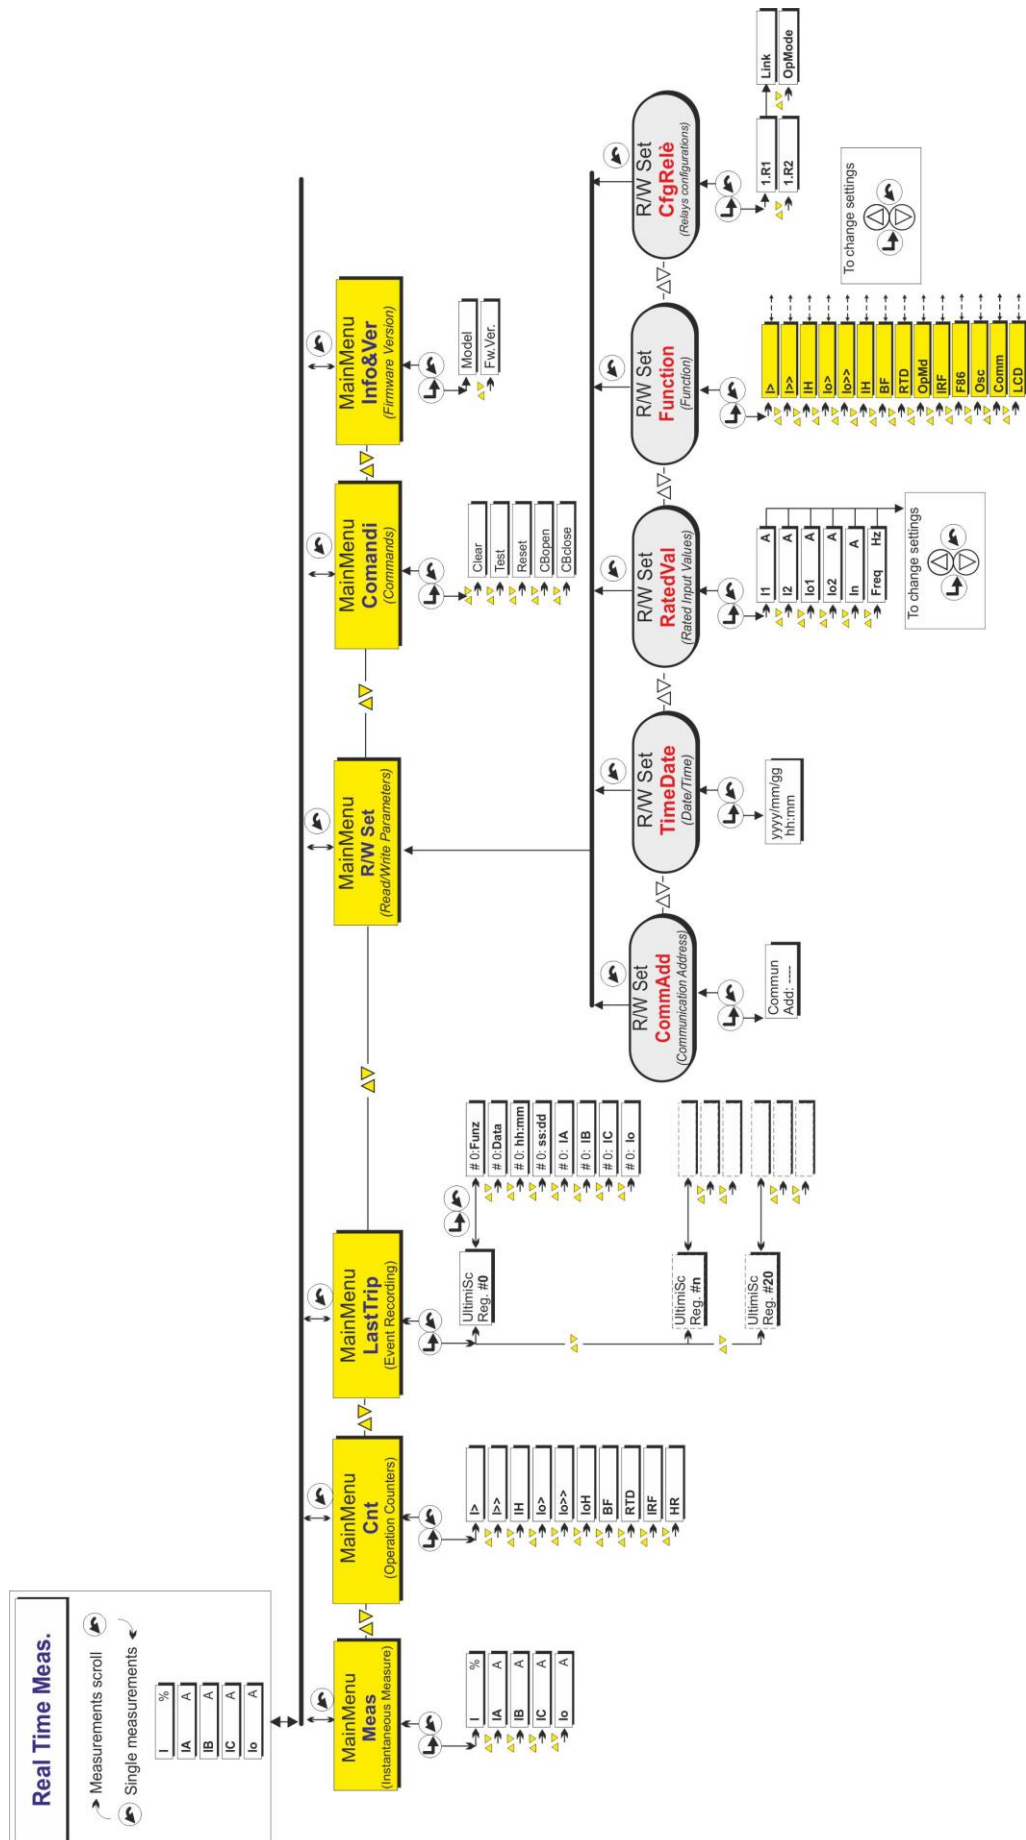 Real Time Meas.
Measurements scroll
Single measurements
I %
IA A
IB A
IC A
Io A
MainMenu
Meas
(Instantaneous Measure)
I %
IA A
IB A
IC A
Io A
MainMenu
Cnt
(Operation Counters)
I>
I>>
IH
Io>
Io>>
IoH
BF
RTD
IRF
HR
MainMenu
LastTrip
(Event Recording)
UltimiSc
Reg. #0
# 0:Funz
# 0:Data
# 0: hh:mm
# 0: ss:dd
# 0: IA
# 0: IB
# 0: IC
# 0: Io
UltimiSc
Reg. #n
UltimiSc
Reg. #20
MainMenu
R/W Set
(Read/Write Parameters)
MainMenu
Comandi
(Commands)
Clear
Test
Reset
CBopen
CBclose
MainMenu
Info&Ver
(Firmware Version)
Model
Fw.Ver.
R/W Set
CommAdd
(Communication Address)
Commun
Add: ----
R/W Set
TimeDate
(Date/Time)
yyyy/mm/gg
hh:mm
R/W Set
RatedVal
(Rated Input Values)
I1 A
I2 A
Io1 A
Io2 A
In A
Freq Hz
To change settings
R/W Set
Function
(Function)
I>
I>>
IH
Io>
Io>>
IH
BF
RTD
OpMd
IRF
F86
Osc
Comm
LCD
To change settings
R/W Set
CfgRelè
(Relays configurations)
1.R1
1.R2
Link
OpMode